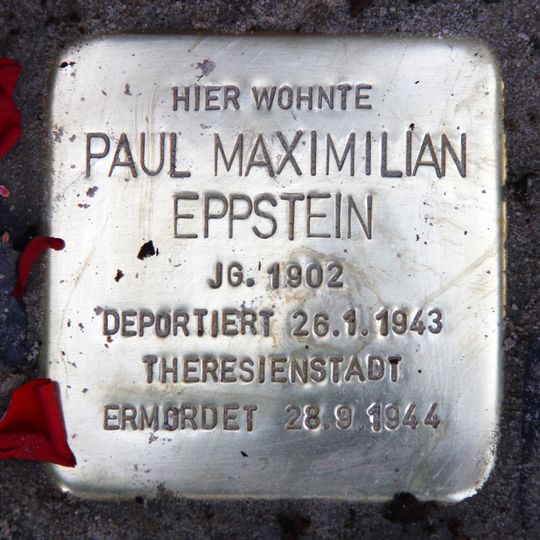 HIER WOHNTE
PAUL MAXIMILIAN
EPPSTEIN
JG. 1902
DEPORTIERT 26.1.1943
THERESIENSTADT
ERMORDET 28.9.1944